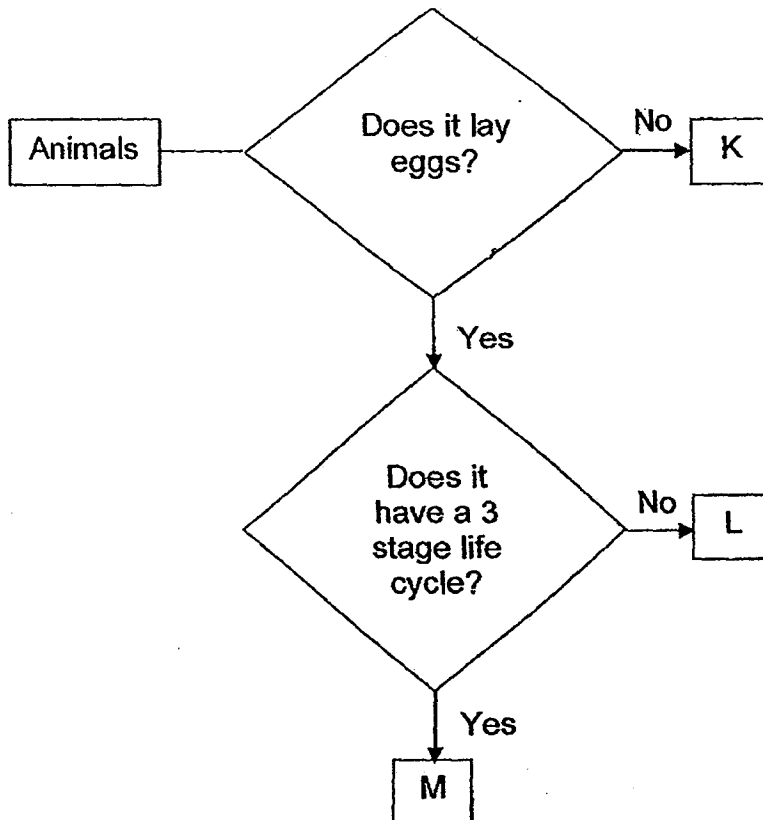 Animals
Does it lay
eggs?
No
K
Yes
Does it
have a 3
stage life
cycle?
No
L
Yes
M